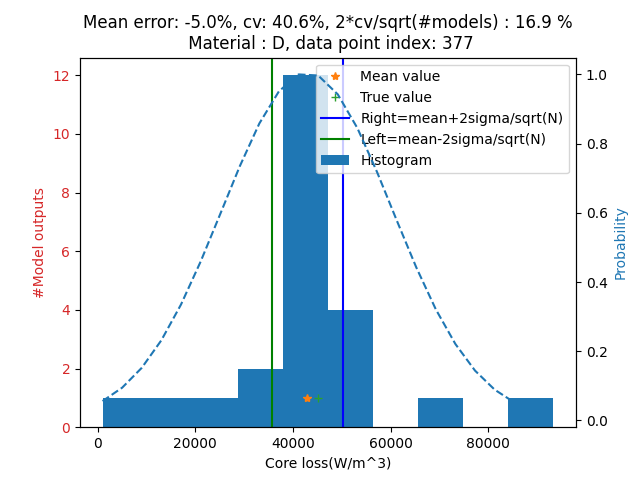 Mean error: -5.0%, cv: 40.6%, 2*cv/sqrt(#models) : 16.9 %
Material : D, data point index: 377
Mean value
True value
Right=mean+2sigma/sqrt(N)
Left=mean-2sigma/sqrt(N)
Histogram
#Model outputs
12
10
8
6
4
2
0
Probability
1.0
0.8
0.6
0.4
0.2
0.0
0 20000 40000 60000 80000
Core loss(W/m^3)